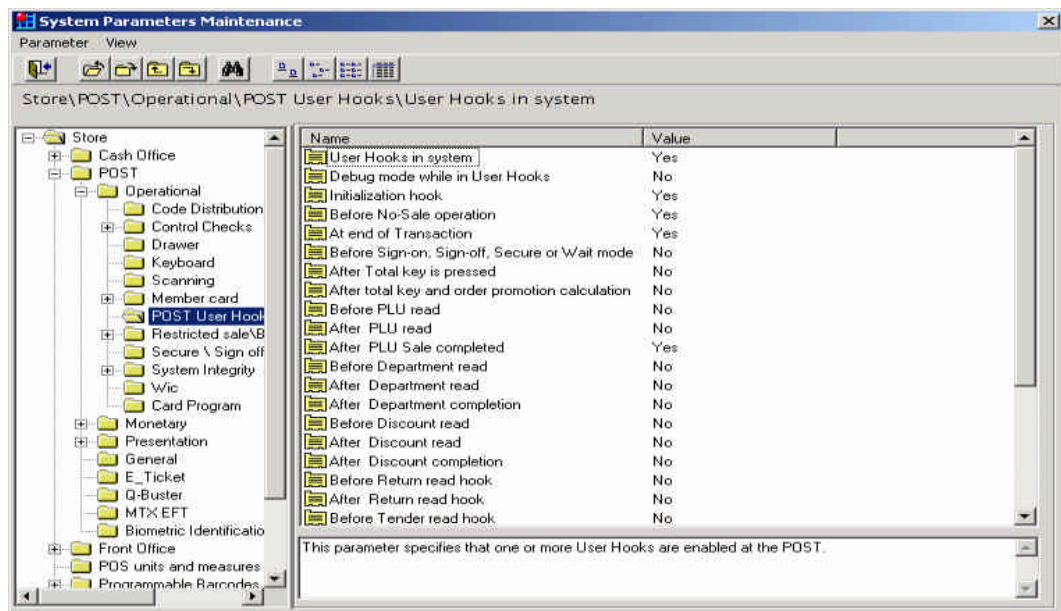 System Parameters Maintenance
Parameter View
Store\POST\Operational\POST User Hooks\User Hooks in system
Store
Cash Office
POST
Operational
Code Distribution
Control Checks
Drawer
Keyboard
Scanning
Member card
POST User Hook
Restricted sale\B
Secure \ Sign off
System Integrity
Wic
Card Program
Monetary
Presentation
General
E_Ticket
Q-Buster
MTX EFT
Biometric Identificatio
Front Office
POS units and measures
Programmable Barcodes
Name Value
User Hooks in system Yes
Debug mode while in User Hooks No
Initialization hook Yes
Before No-Sale operation Yes
At end of Transaction Yes
Before Sign-on, Sign-off, Secure or Wait mode No
After Total key is pressed No
After total key and order promotion calculation No
Before PLU read No
After PLU read No
After PLU Sale completed Yes
Before Department read No
After Department read No
After Department completion No
Before Discount read No
After Discount read No
After Discount completion No
Before Return read hook No
After Return read hook No
Before Tender read hook No
This parameter specifies that one or more User Hooks are enabled at the POST.